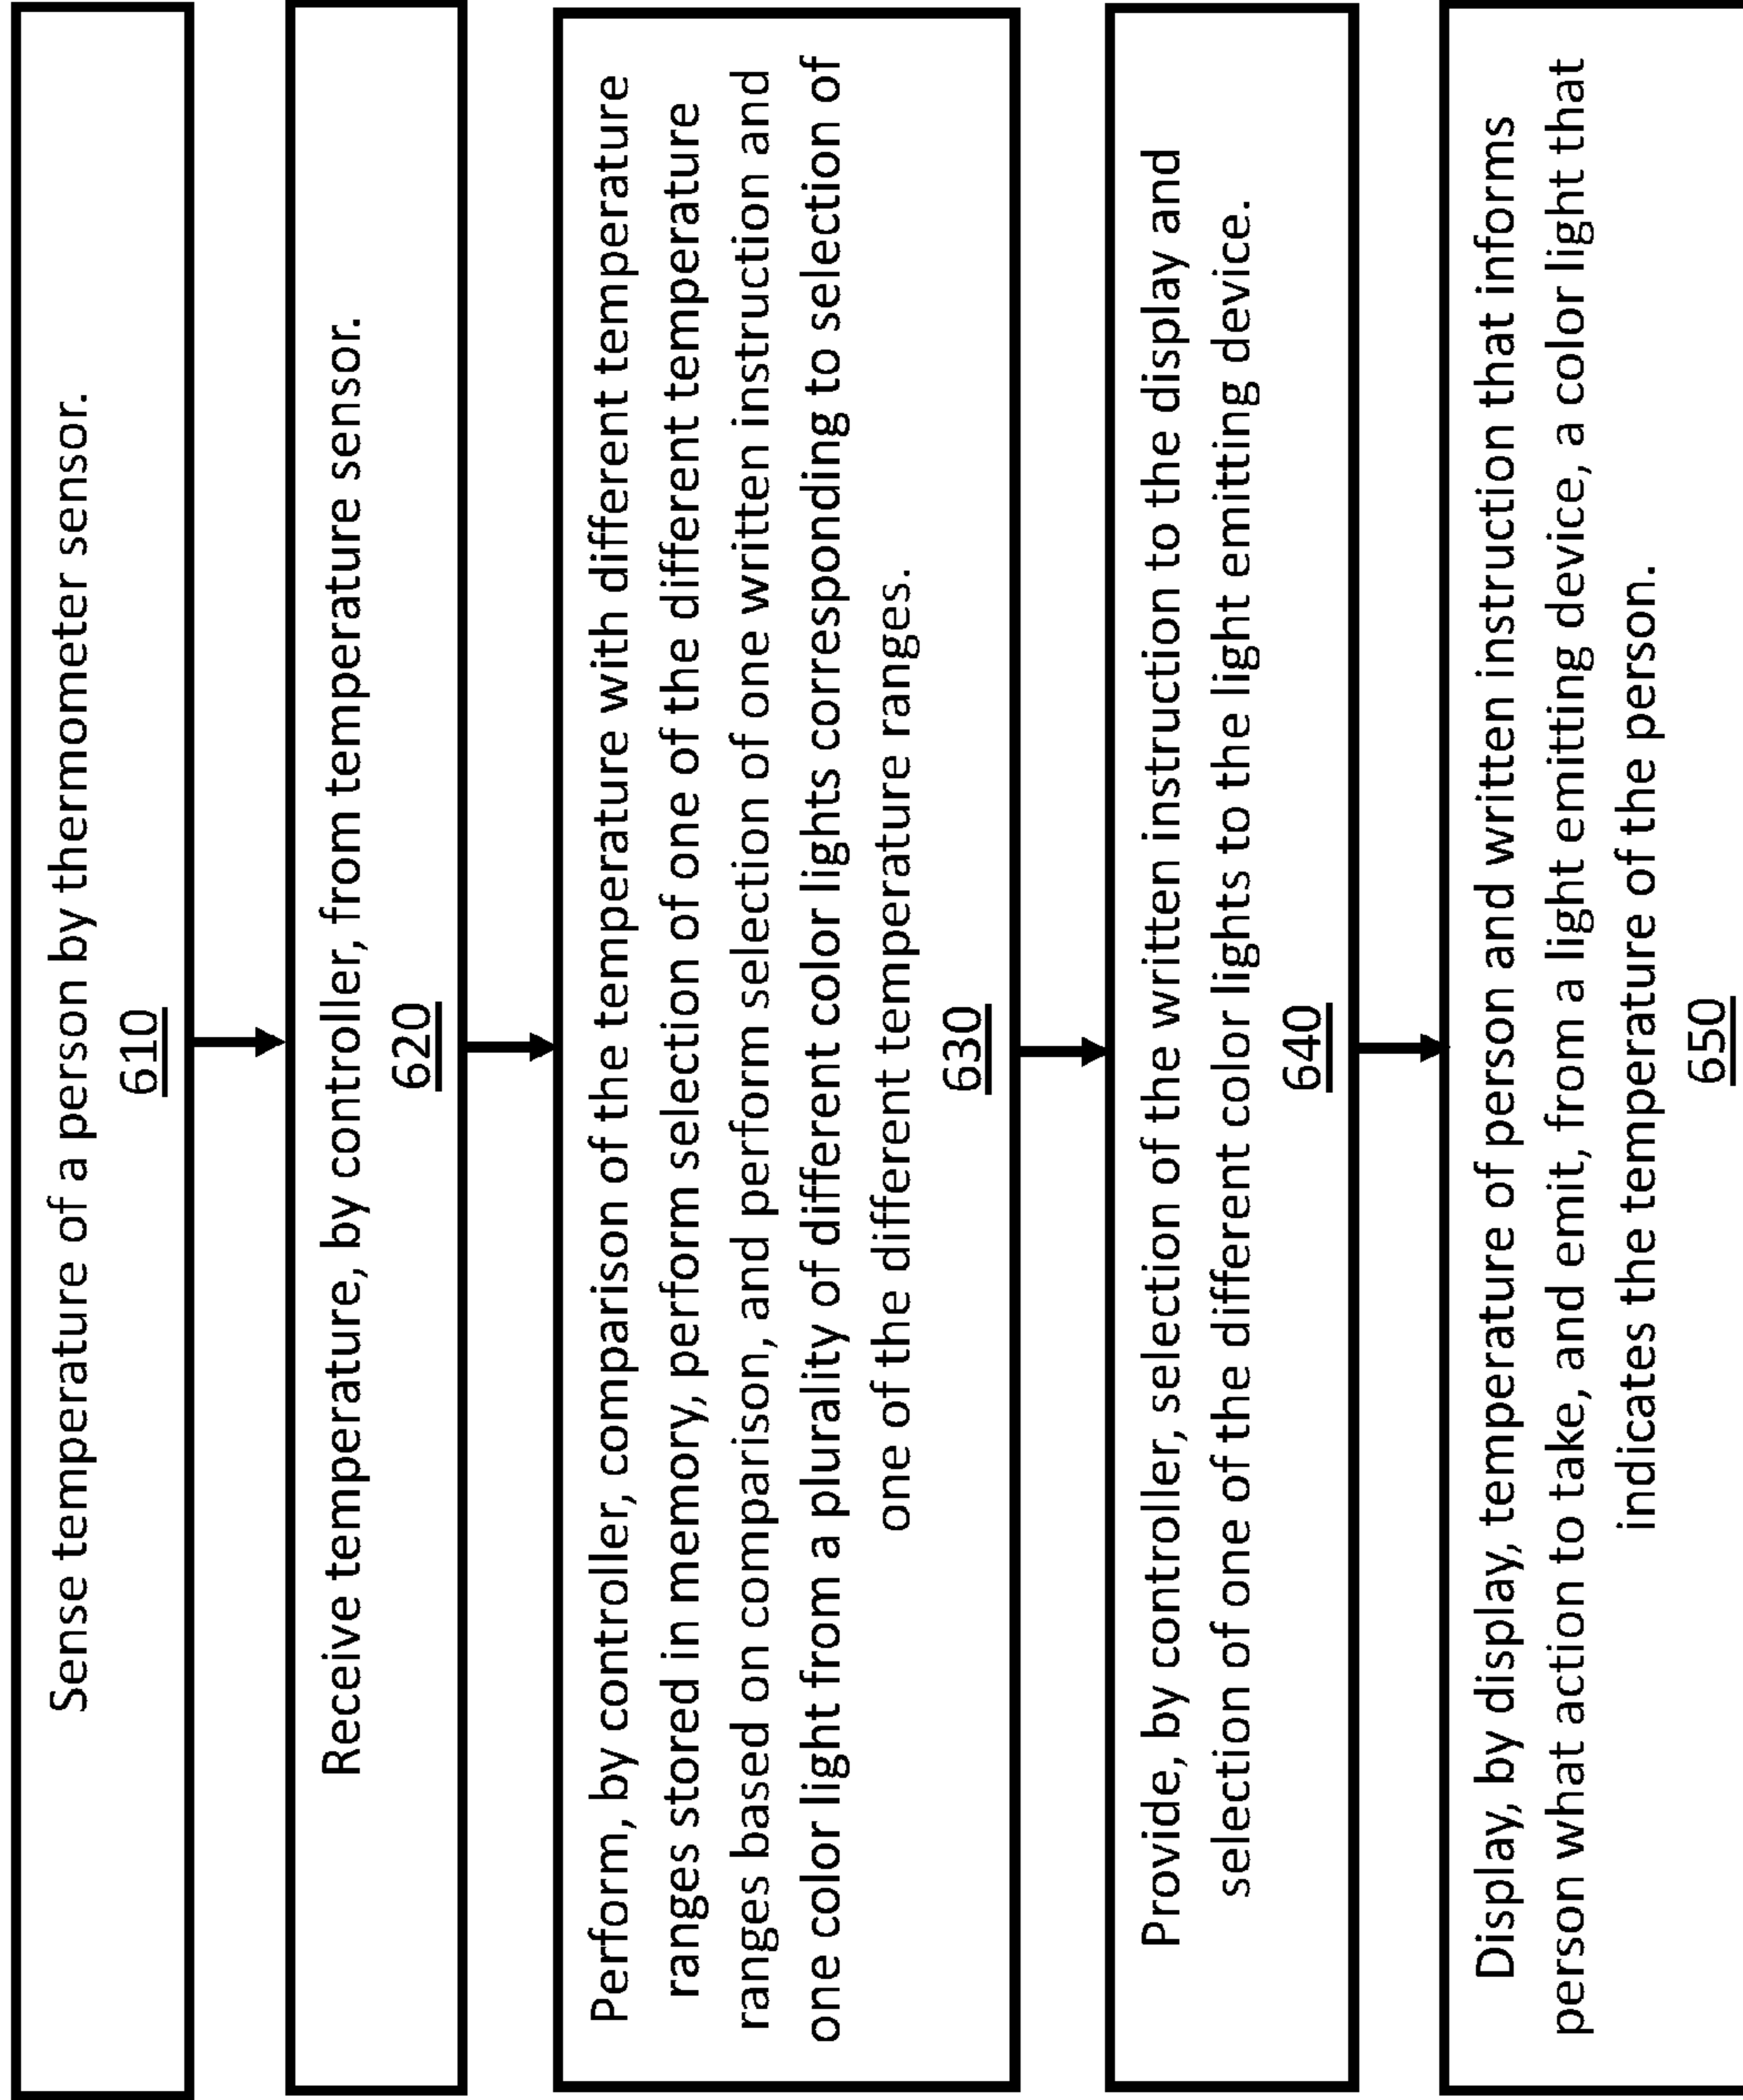 Sense temperature of a person by thermometer sensor.
610
Receive temperature, by controller, from temperature sensor.
620
Perform, by controller, comparison of the temperature with different temperature
ranges stored in memory, perform selection of one of the different temperature
ranges based on comparison, and perform selection of one written instruction and
one color light from a plurality of different color lights corresponding to selection of
one of the different temperature ranges.
630
Provide, by controller, selection of the written instruction to the display and
selection of one of the different color lights to the light emitting device.
640
Display, by display, temperature of person and written instruction that informs
person what action to take, and emit, from a light emitting device, a color light that
indicates the temperature of the person.
650